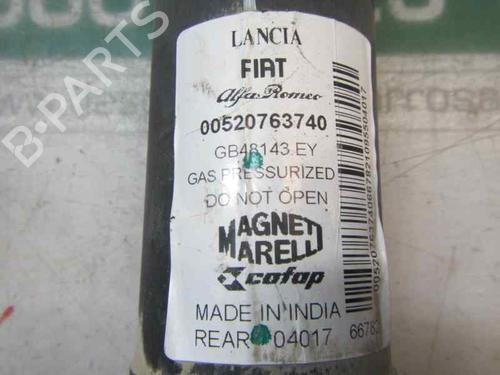 LANCIA
FIAT
Alfa Romeo
00520763740
GB48143 EY
GAS PRESSURIZED
DO NOT OPEN
MAGNETI
MARELLI
cofap
MADE IN INDIA
REAR 04017